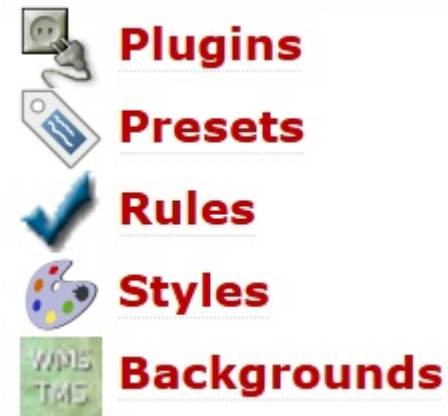 Plugins
Presets
Rules
Styles
WMS
TMS
Backgrounds